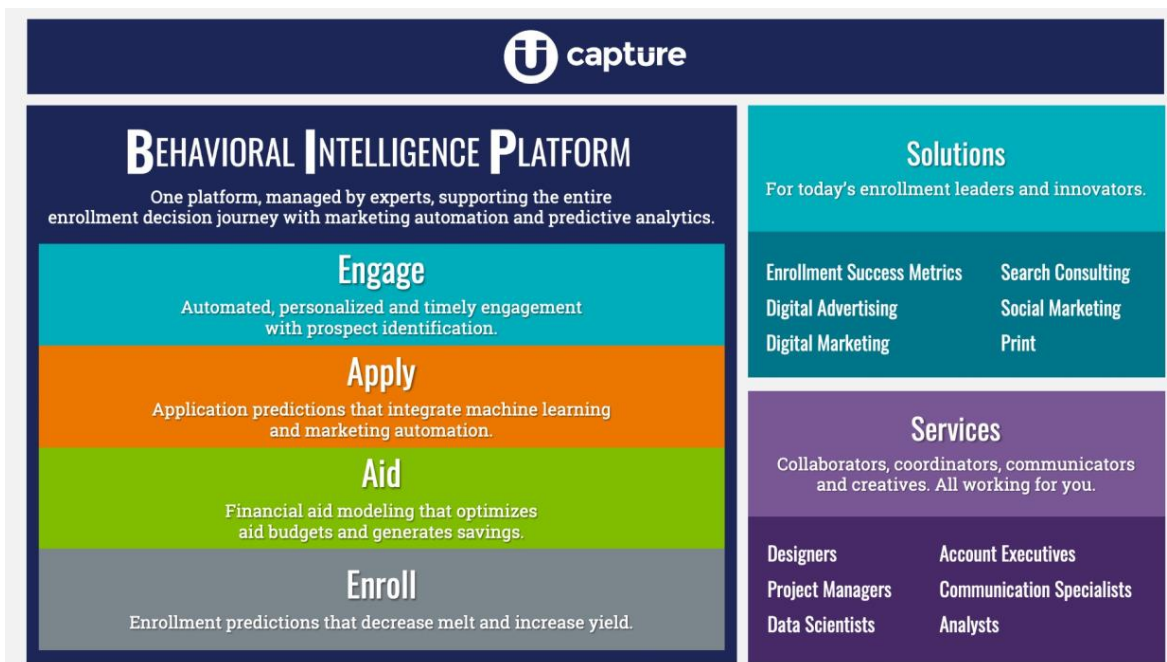 capture
BEHAVIORAL INTELLIGENCE PLATFORM
One platform, managed by experts, supporting the entire
enrollment decision journey with marketing automation and predictive analytics.
Engage
Automated, personalized and timely engagement
with prospect identification.
Apply
Application predictions that integrate machine learning
and marketing automation.
Aid
Financial aid modeling that optimizes
aid budgets and generates savings.
Enroll
Enrollment predictions that decrease melt and increase yield.
Solutions
For today's enrollment leaders and innovators.
Enrollment Success Metrics
Digital Advertising
Digital Marketing
Search Consulting
Social Marketing
Print
Services
Collaborators, coordinators, communicators
and creatives. All working for you.
Designers
Project Managers
Data Scientists
Account Executives
Communication Specialists
Analysts